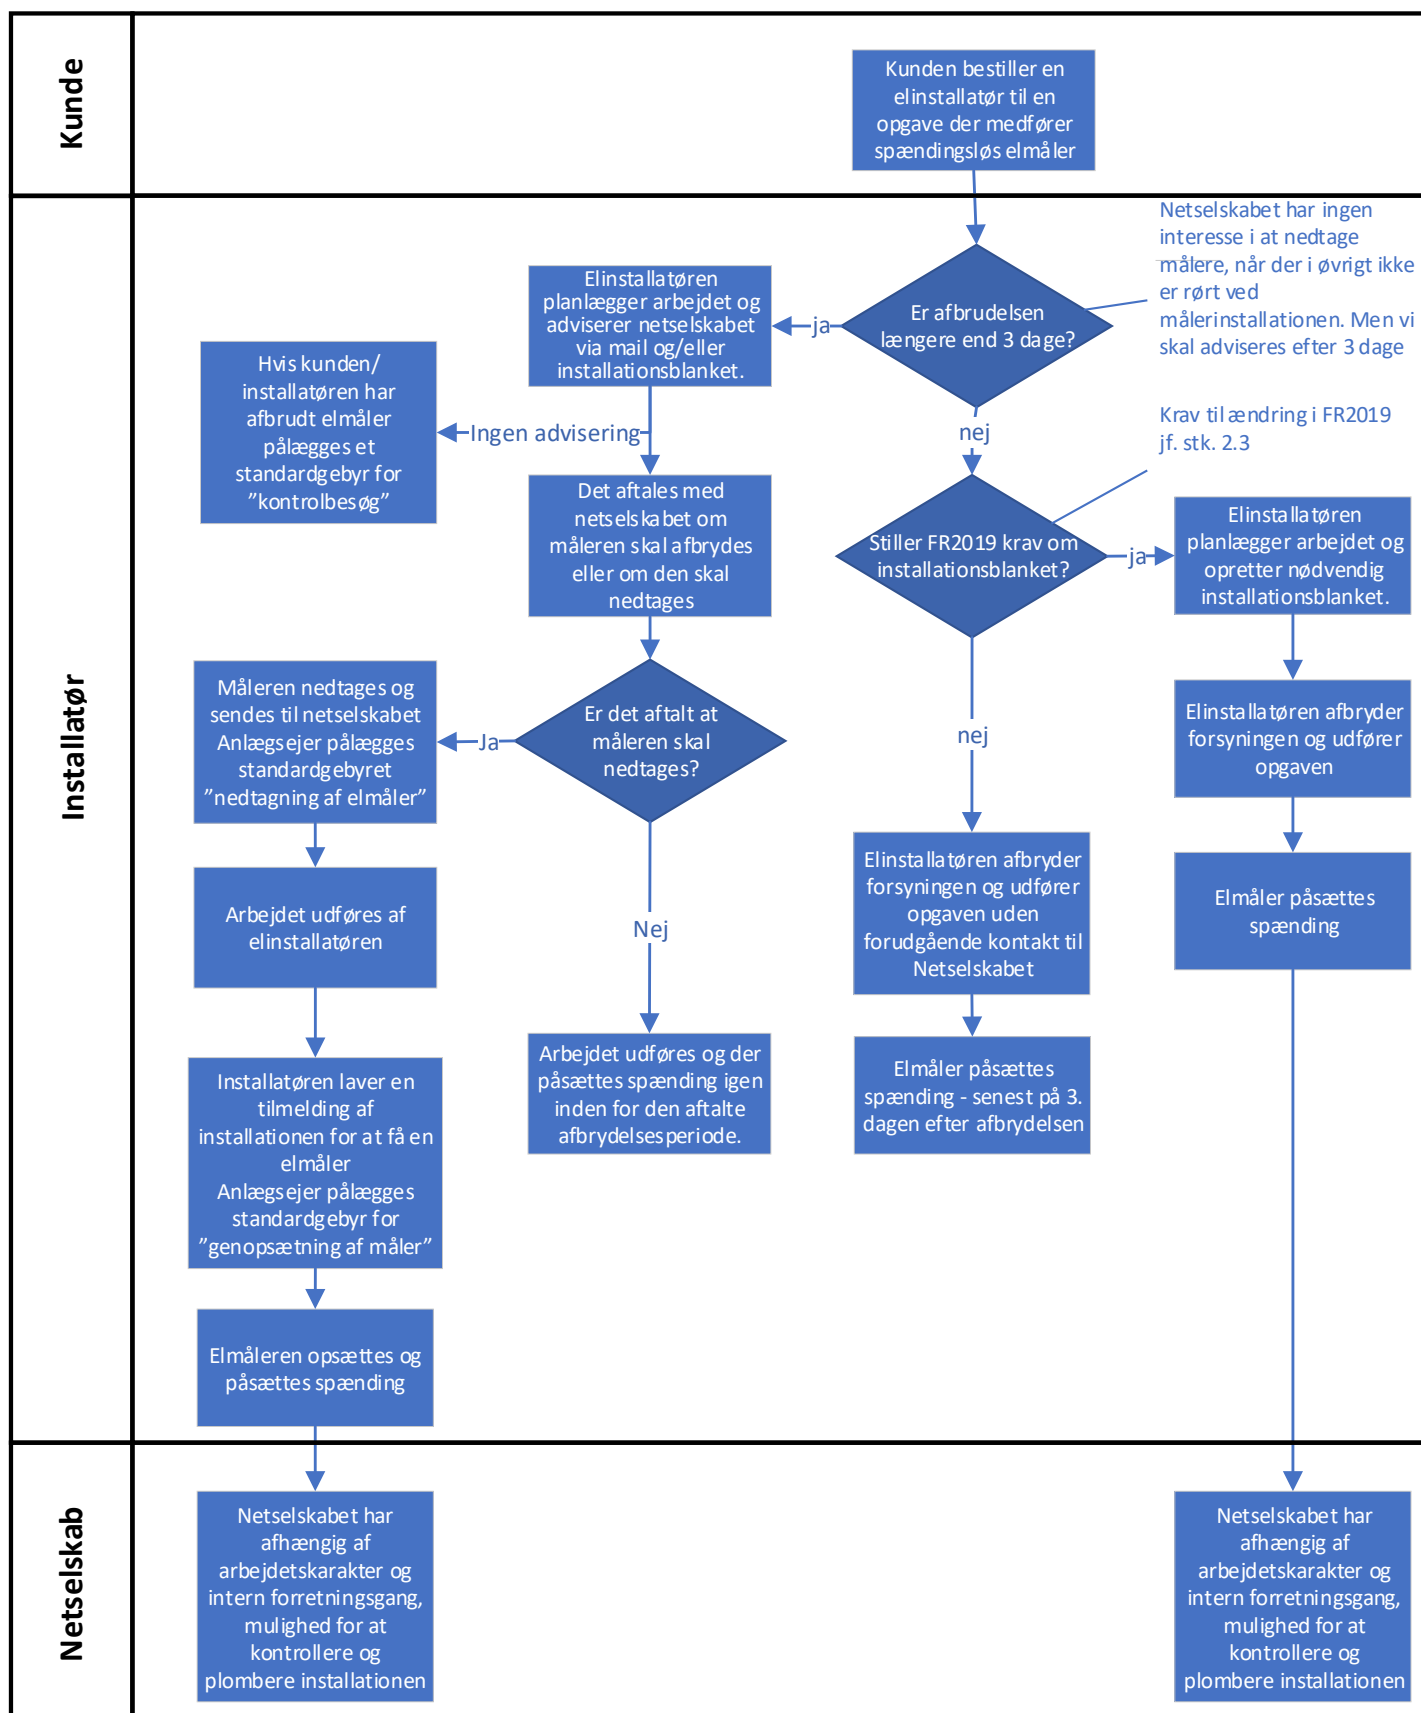 Kunde
Kunden bestiller en
elinstallatør til en
opgave der medfører
spændingsløs elmåler
Installatør
Netselskabet har ingen
interesse i at nedtage
målere, når der i øvrigt ikke
er rørt ved
målerinstallationen. Men vi
skal adviseres efter 3 dage
Er afbrudelsen
længere end 3 dage?
ja
Elinstallatøren
planlægger arbejdet og
adviserer netselskabet
via mail og/eller
installationsblanket.
Ingen advisering
Hvis kunden/
installatøren har
afbrudt elmåler
pålægges et
standardgebyr for
”kontrolbesøg”
nej
Krav til ændring i FR2019
jf. stk. 2.3
Det aftales med
netselskabet om
måleren skal afbrydes
eller om den skal
nedtages
Stiller FR2019 krav om
installationsblanket?
ja
Elinstallatøren
planlægger arbejdet og
opretter nødvendig
installationsblanket.
Er det aftalt at
måleren skal
nedtages?
Ja
Måleren nedtages og
sendes til netselskabet
Anlægsejer pålægges
standardgebyret
”nedtagning af elmåler”
nej
Elinstallatøren afbryder
forsyningen og udfører
opgaven
Arbejdet udføres af
elinstallatøren
Nej
Elinstallatøren afbryder
forsyningen og udfører
opgaven uden
forudgående kontakt til
Netselskabet
Elmåler påsættes
spænding
Installatøren laver en
tilmelding af
installationen for at få en
elmåler
Anlægsejer pålægges
standardgebyr for
”genopsætning af måler”
Arbejdet udføres og der
påsættes spænding igen
inden for den aftalte
afbrydelsesperiode.
Elmåler påsættes
spænding - senest på 3.
dagen efter afbrydelsen
Elmåleren opsættes og
påsættes spænding
Netselskab
Netselskabet har
afhængig af
arbejdetskarakter og
intern forretningsgang,
mulighed for at
kontrollere og
plombere installationen
Netselskabet har
afhængig af
arbejdetskarakter og
intern forretningsgang,
mulighed for at
kontrollere og
plombere installationen